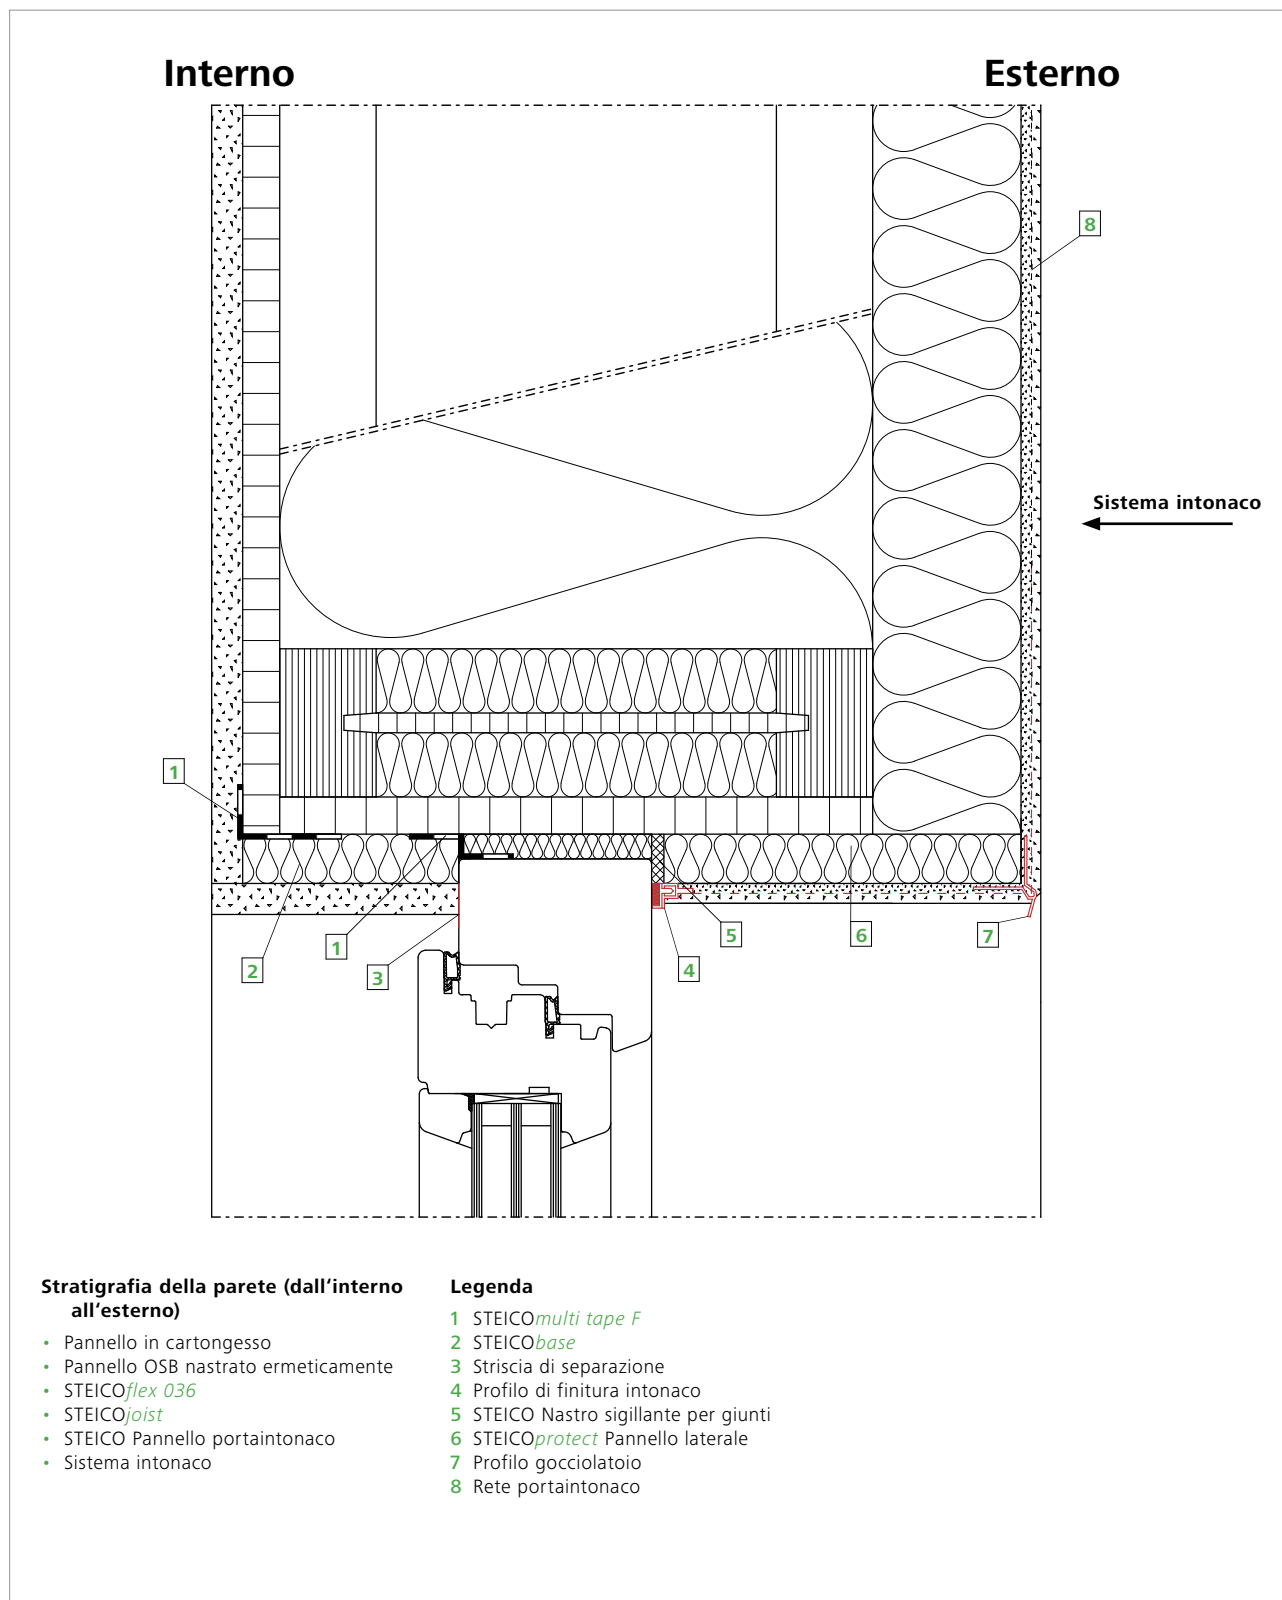 Interno
Esterno
8
Sistema intonaco
1
1
2
3
4
5
6
7
Stratigrafia della parete (dall’interno
all’esterno)
• Pannello in cartongesso
• Pannello OSB nastrato ermeticamente
• STEICOflex 036
• STEICOjoist
• STEICO Pannello portaintonaco
• Sistema intonaco
Legenda
1 STEICOmulti tape F
2 STEICObase
3 Striscia di separazione
4 Profilo di finitura intonaco
5 STEICO Nastro sigillante per giunti
6 STEICOprotect Pannello laterale
7 Profilo gocciolatoio
8 Rete portaintonaco